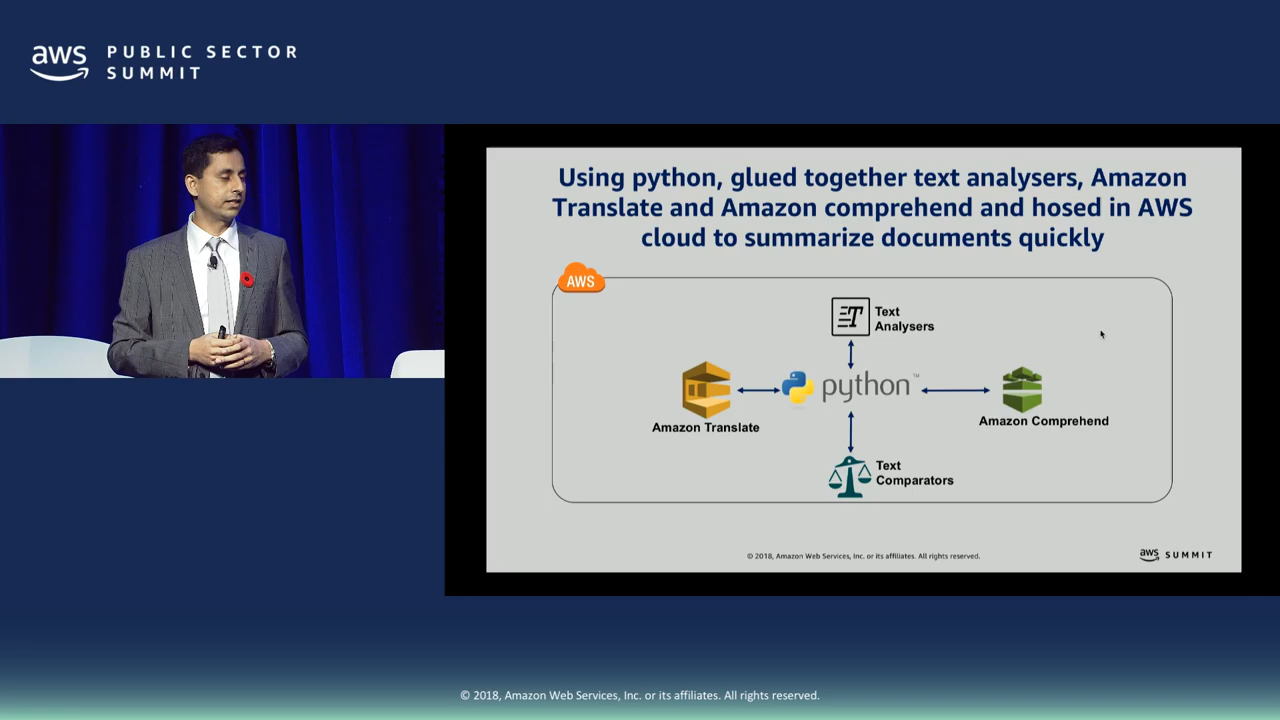 aws PUBLIC SECTOR
SUMMIT
Using python, glued together text analysers, Amazon
Translate and Amazon comprehend and hosed in AWS
cloud to summarize documents quickly
AWS
Text
Analysers
python™
Amazon Translate
Amazon Comprehend
Text
Comparators
© 2018, Amazon Web Services, Inc. or its affiliates. All rights reserved.
aws SUMMIT
© 2018, Amazon Web Services, Inc. or its affiliates. All rights reserved.